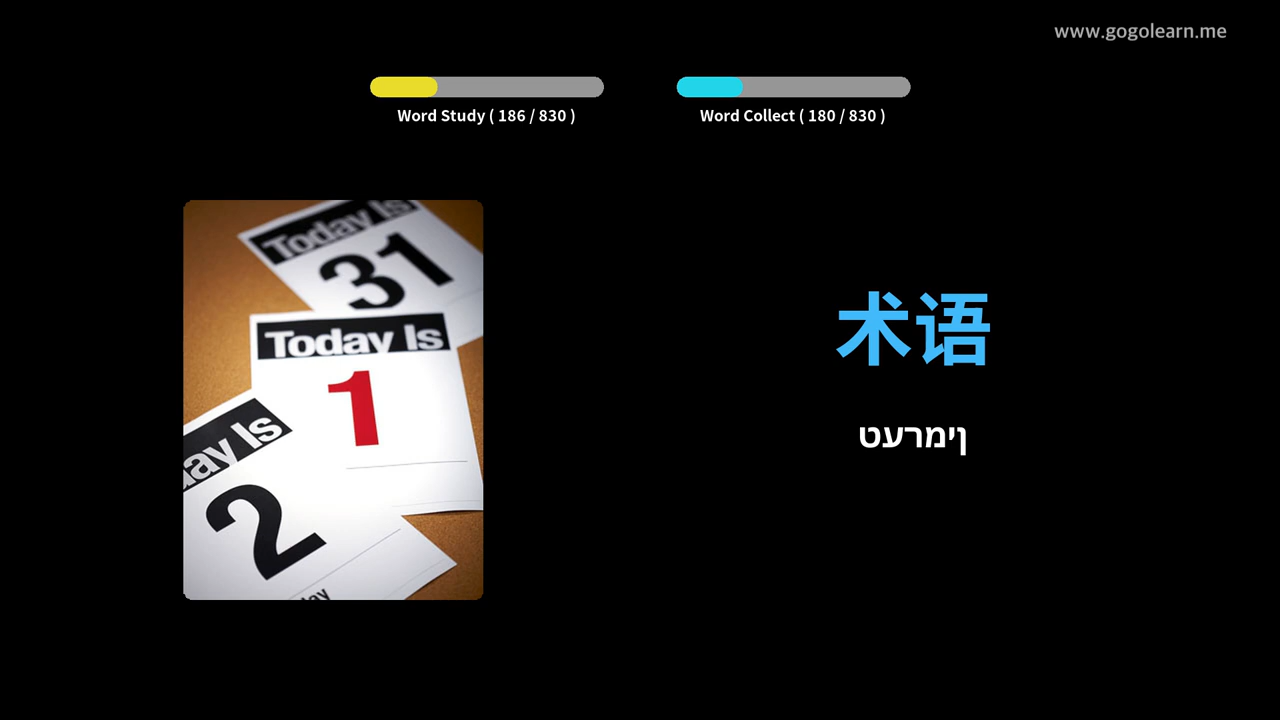 www.gogolearn.me
Word Study ( 186 / 830 )
Word Collect ( 180 / 830 )
Today Is
31
Today Is
1
ay Is
2
术语
ןימרעט